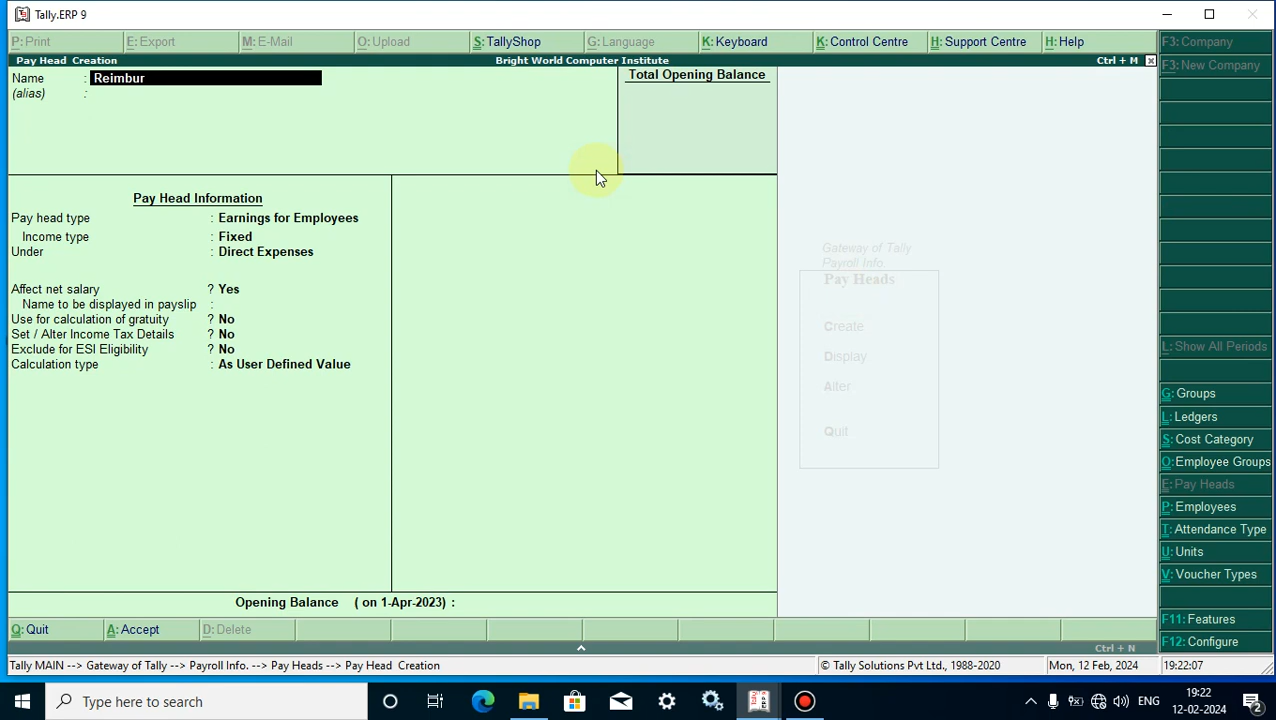 Tally.ERP 9
P: Print E: Export M: E-Mail O: Upload S: TallyShop G: Language K: Keyboard K: Control Centre H: Support Centre H: Help
F3: Company
Pay Head Creation Bright World Computer Institute Ctrl + M
F3: New Company
Name : Reimbur
(alias) :
Total Opening Balance
Pay Head Information
Pay head type : Earnings for Employees
Income type : Fixed
Under : Direct Expenses
Affect net salary ? Yes
Name to be displayed in payslip :
Use for calculation of gratuity ? No
Set / Alter Income Tax Details ? No
Exclude for ESI Eligibility ? No
Calculation type : As User Defined Value
Opening Balance ( on 1-Apr-2023) :
Gateway of Tally
Payroll Info.
Pay Heads
Create
Display
Alter
Quit
L: Show All Periods
G: Groups
L: Ledgers
S: Cost Category
O: Employee Groups
E: Pay Heads
P: Employees
T: Attendance Type
U: Units
V: Voucher Types
F11: Features
F12: Configure
Q: Quit A: Accept D: Delete
Ctrl + N
Tally MAIN --> Gateway of Tally --> Payroll Info. --> Pay Heads --> Pay Head Creation © Tally Solutions Pvt Ltd., 1988-2020 Mon, 12 Feb, 2024 19:22:07
Type here to search
ENG
19:22
12-02-2024
2